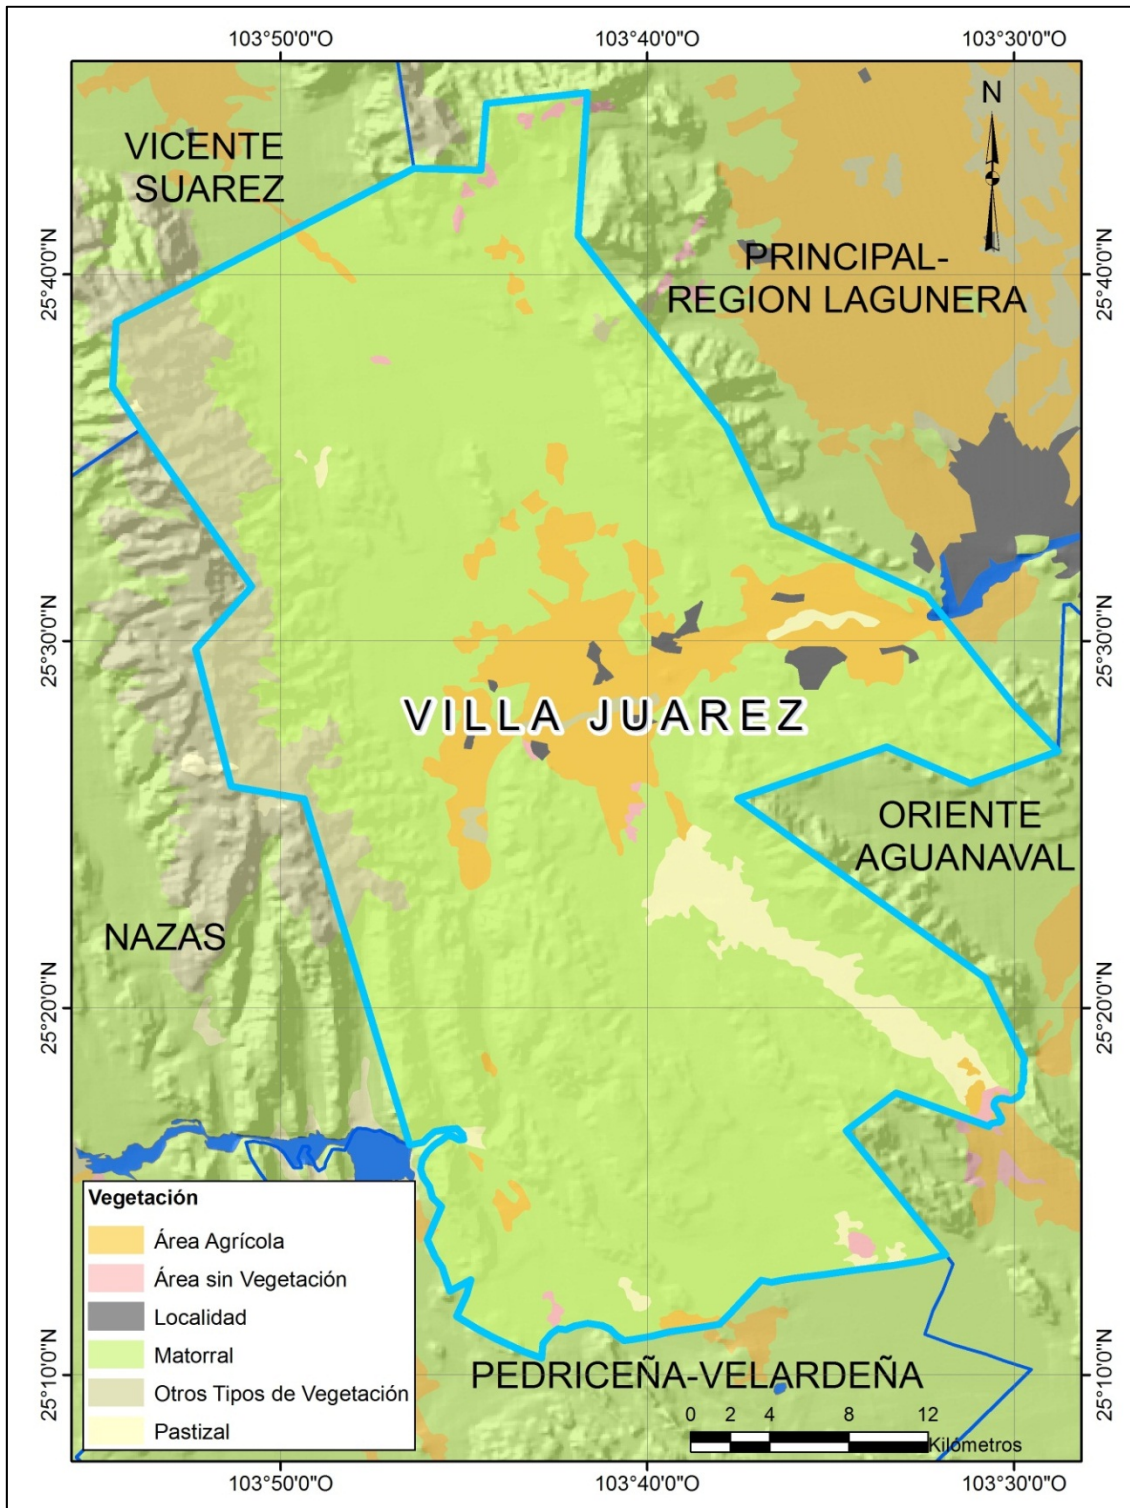 103°50'0"O
103°40'0"O
103°30'0"O
N
VICENTE
SUAREZ
25°40'0"N
25°40'0"N
PRINCIPAL-
REGION LAGUNERA
25°30'0"N
25°30'0"N
VILLA JUAREZ
ORIENTE
AGUANAVAL
NAZAS
25°20'0"N
25°20'0"N
Vegetación
Área Agrícola
Área sin Vegetación
Localidad
Matorral
Otros Tipos de Vegetación
Pastizal
25°10'0"N
25°10'0"N
PEDRICEÑA-VELARDEÑA
0 2 4 8 12
Kilómetros
103°50'0"O
103°40'0"O
103°30'0"O